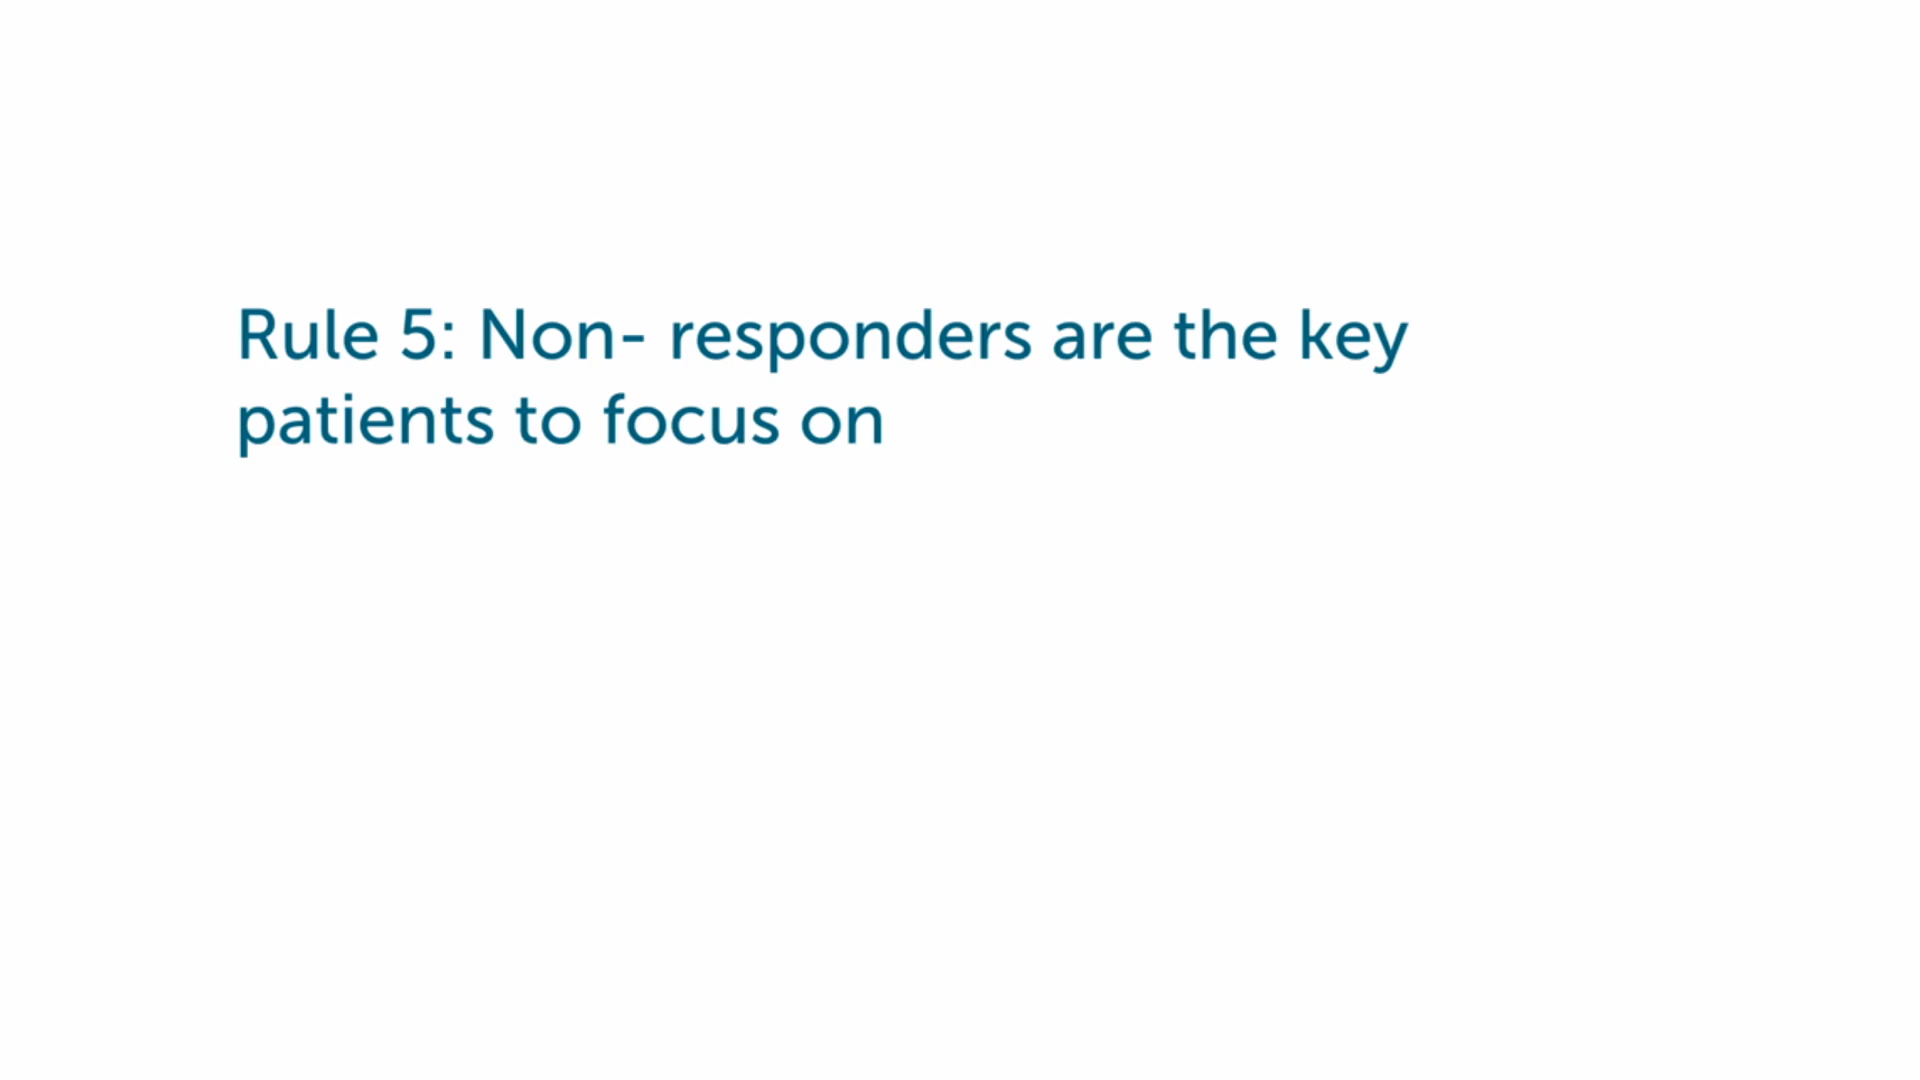 Rule 5: Non- responders are the key
patients to focus on